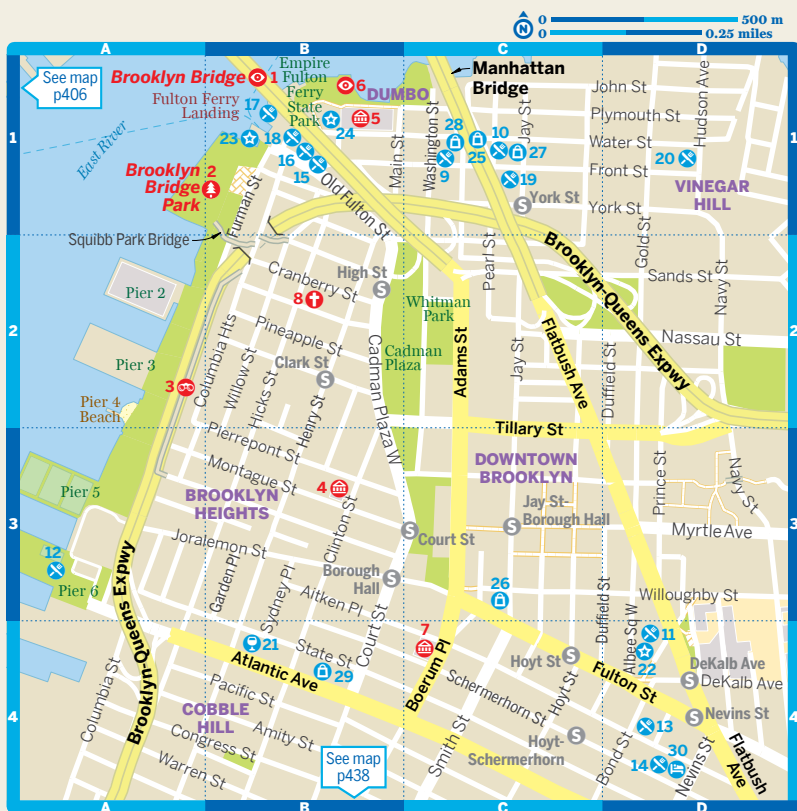 0 500 m
N
0 0.25 miles
A B C D
See map
p406
Brooklyn Bridge 1
Empire
Fulton
Ferry
State
Park
6
DUMBO
Manhattan
Bridge
John St
Hudson Ave
Fulton Ferry
Landing
17
5
24
Plymouth St
Jay St
Washington St
28
10
Water St
1
1
East River
23
18
16
15
Main St
9
25
27
20
Front St
19
Brooklyn
Bridge
Park
2
VINEGAR
HILL
York St
York St
Furman St
Old Fulton St
Squibb Park Bridge
Gold St
Pearl St
Brooklyn-Queens Expwy
High St
Cranberry St
Sands St
Navy St
Pier 2
8
Whitman
Park
2
2
Nassau St
Pineapple St
Columbia Hts
Adams St
Jay St
Flatbush Ave
Duffield St
Pier 3
Clark St
Cadman
Plaza
3
Willow St
Hicks St
Cadman Plaza W
Pier 4
Beach
Henry St
Tillary St
Pierrepont St
DOWNTOWN
BROOKLYN
Prince St
Navy St
Montague St
Pier 5
4
BROOKLYN
HEIGHTS
Jay St-
Borough Hall
3
3
Clinton St
Court St
Myrtle Ave
Joralemon St
12
Borough
Hall
Pier 6
Garden Pl
Sydney Pl
26
Willoughby St
Brooklyn-Queens Expwy
Aitken Pl
Duffield St
Albee Sq W
7
11
21
State St
Court St
22
Boerum Pl
Hoyt St
DeKalb Ave
DeKalb Ave
Atlantic Ave
29
Fulton St
Columbia St
Pacific St
Schermerhorn St
Hoyt St
Nevins St
COBBLE
HILL
4
4
13
Amity St
Smith St
Hoyt-
Schermerhorn
Congress St
Pond St
30
14
Nevins St
Flatbush
Ave
Warren St
See map
p438
A B C D